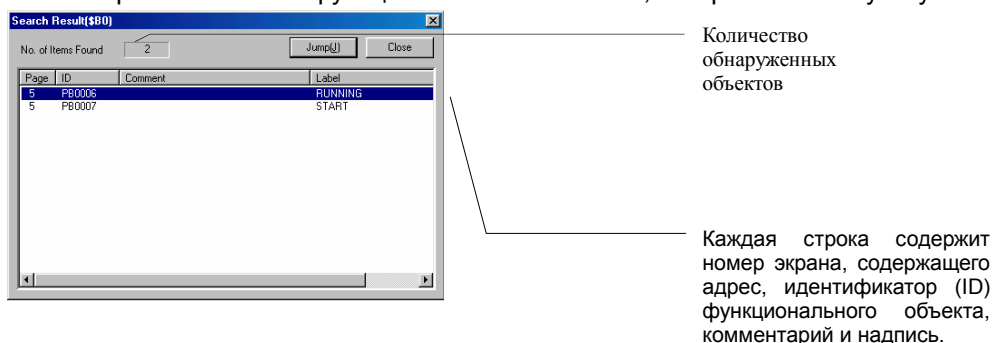 Search Result($B0)
Количество
обнаруженных
объектов
No. of Items Found 2 Jump(J) Close
Page ID Comment Label
5 PB0006 RUNNING
5 PB0007 START
Каждая строка содержит
номер экрана, содержащего
адрес, идентификатор (ID)
функционального объекта,
комментарий и надпись.